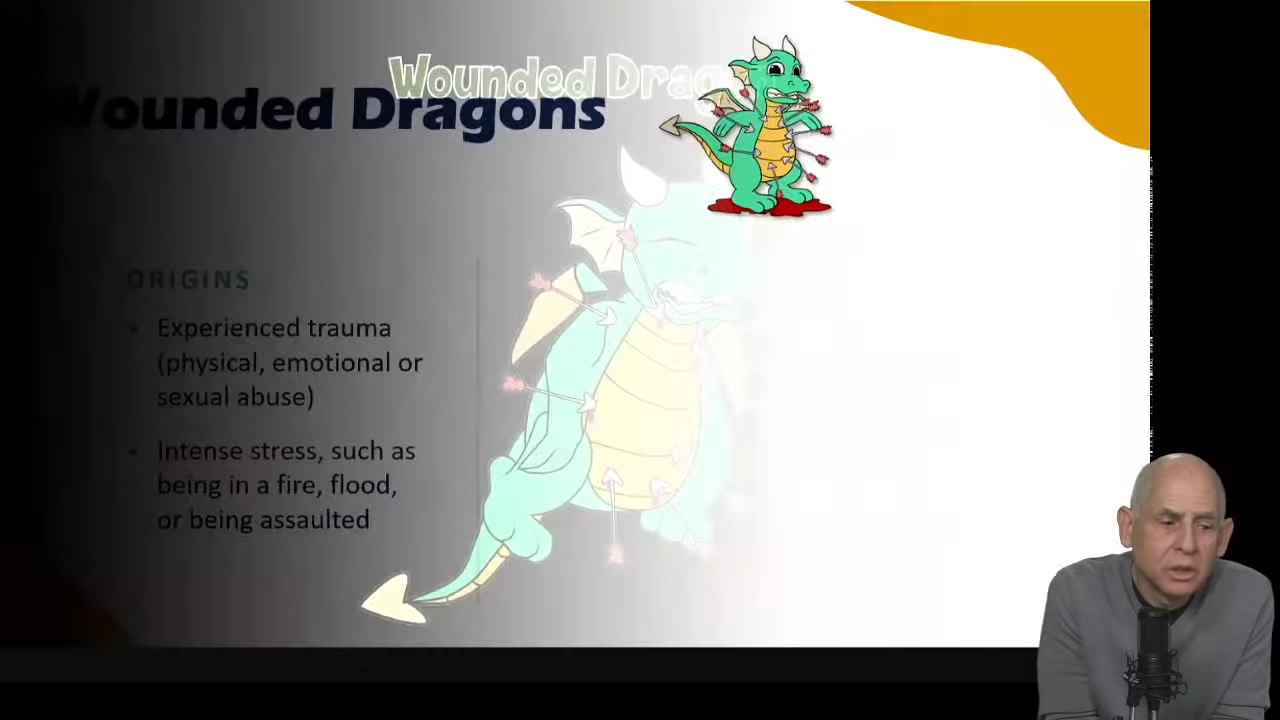 Wounded Drag
Wounded Dragons
ORIGINS
• Experienced trauma
(physical, emotional or
sexual abuse)
• Intense stress, such as
being in a fire, flood,
or being assaulted